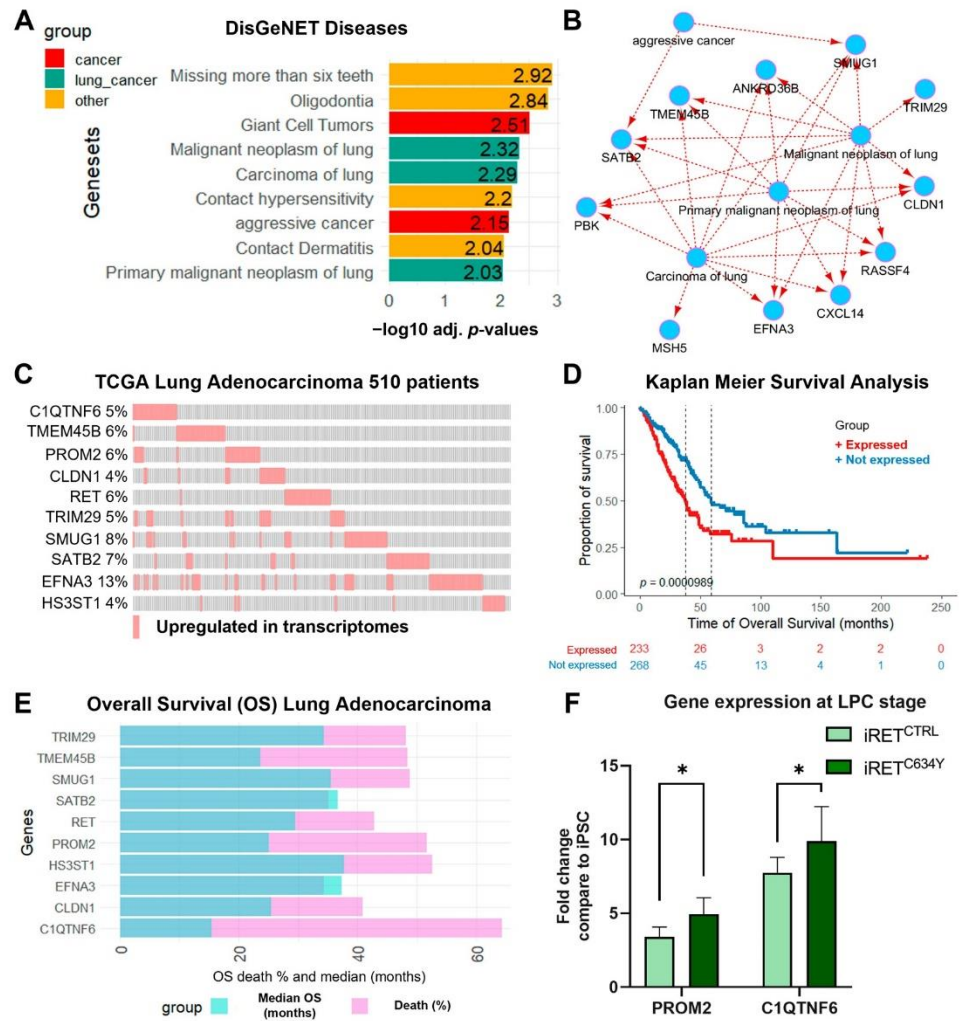 A
DisGeNET Diseases
group
cancer
lung_cancer
other
Genesets
Missing more than six teeth 2.92
Oligodontia 2.84
Giant Cell Tumors 2.51
Malignant neoplasm of lung 2.32
Carcinoma of lung 2.29
Contact hypersensitivity 2.2
aggressive cancer 2.15
Contact Dermatitis 2.04
Primary malignant neoplasm of lung 2.03
0 1 2 3
−log10 adj. p-values
B
aggressive cancer
SMUG1
ANKRD36B
TMEM45B
TRIM29
SATB2
Malignant neoplasm of lung
CLDN1
PBK
Primary malignant neoplasm of lung
RASSF4
Carcinoma of lung
CXCL14
EFNA3
MSH5
C
TCGA Lung Adenocarcinoma 510 patients
C1QTNF6 5%
TMEM45B 6%
PROM2 6%
CLDN1 4%
RET 6%
TRIM29 5%
SMUG1 8%
SATB2 7%
EFNA3 13%
HS3ST1 4%
Upregulated in transcriptomes
D
Kaplan Meier Survival Analysis
Group
+ Expressed
+ Not expressed
Proportion of survival
1.00
0.75
0.50
0.25
0.00
p = 0.0000989
0 50 100 150 200 250
Time of Overall Survival (months)
Expressed 233 26 3 2 2 0
Not expressed 268 45 13 4 1 0
E
Overall Survival (OS) Lung Adenocarcinoma
Genes
TRIM29
TMEM45B
SMUG1
SATB2
RET
PROM2
HS3ST1
EFNA3
CLDN1
C1QTNF6
0 20 40 60
OS death % and median (months)
group
Median OS
(months)
Death (%)
F
Gene expression at LPC stage
iRETCTRL
iRETC634Y
Fold change
compare to iPSC
15
10
5
0
* *
PROM2 C1QTNF6